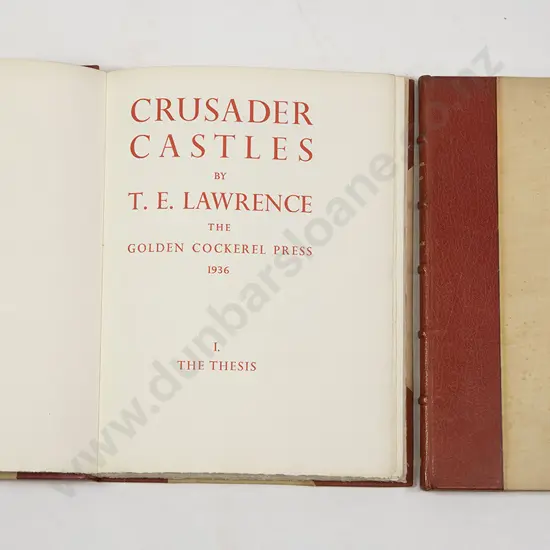 CRUSADER
CASTLES
BY
T. E. LAWRENCE
THE
GOLDEN COCKEREL PRESS
1936
I.
THE THESIS
www.dunbarsloane.co.nz